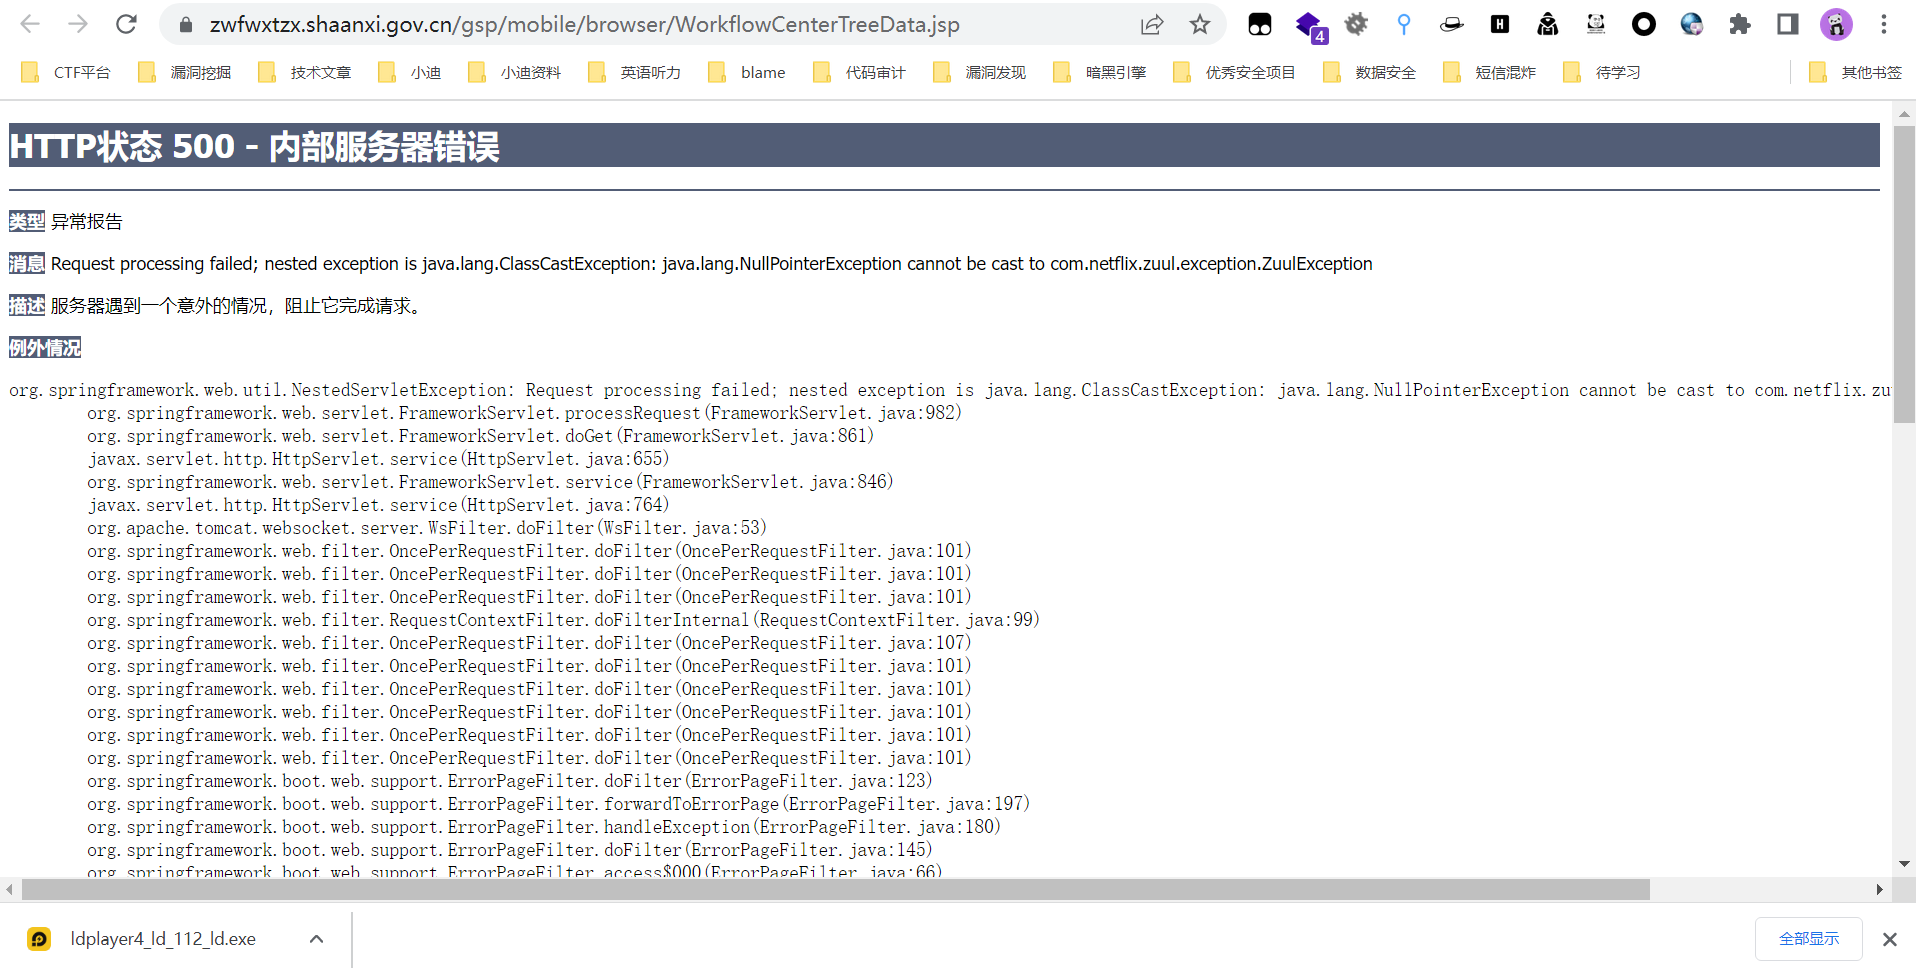 zwfwxtzx.shaanxi.gov.cn/gsp/mobile/browser/WorkflowCenterTreeData.jsp
4
H
CTF平台 漏洞挖掘 技术文章 小迪 小迪资料 英语听力 blame 代码审计 漏洞发现 暗黑引擎 优秀安全项目 数据安全 短信混炸 待学习 其他书签
HTTP状态 500 - 内部服务器错误
类型 异常报告
消息 Request processing failed; nested exception is java.lang.ClassCastException: java.lang.NullPointerException cannot be cast to com.netflix.zuul.exception.ZuulException
描述 服务器遇到一个意外的情况，阻止它完成请求。
例外情况
org.springframework.web.util.NestedServletException: Request processing failed; nested exception is java.lang.ClassCastException: java.lang.NullPointerException cannot be cast to com.netflix.zu
org.springframework.web.servlet.FrameworkServlet.processRequest(FrameworkServlet.java:982)
org.springframework.web.servlet.FrameworkServlet.doGet(FrameworkServlet.java:861)
javax.servlet.http.HttpServlet.service(HttpServlet.java:655)
org.springframework.web.servlet.FrameworkServlet.service(FrameworkServlet.java:846)
javax.servlet.http.HttpServlet.service(HttpServlet.java:764)
org.apache.tomcat.websocket.server.WsFilter.doFilter(WsFilter.java:53)
org.springframework.web.filter.OncePerRequestFilter.doFilter(OncePerRequestFilter.java:101)
org.springframework.web.filter.OncePerRequestFilter.doFilter(OncePerRequestFilter.java:101)
org.springframework.web.filter.OncePerRequestFilter.doFilter(OncePerRequestFilter.java:101)
org.springframework.web.filter.RequestContextFilter.doFilterInternal(RequestContextFilter.java:99)
org.springframework.web.filter.OncePerRequestFilter.doFilter(OncePerRequestFilter.java:107)
org.springframework.web.filter.OncePerRequestFilter.doFilter(OncePerRequestFilter.java:101)
org.springframework.web.filter.OncePerRequestFilter.doFilter(OncePerRequestFilter.java:101)
org.springframework.web.filter.OncePerRequestFilter.doFilter(OncePerRequestFilter.java:101)
org.springframework.web.filter.OncePerRequestFilter.doFilter(OncePerRequestFilter.java:101)
org.springframework.web.filter.OncePerRequestFilter.doFilter(OncePerRequestFilter.java:101)
org.springframework.boot.web.support.ErrorPageFilter.doFilter(ErrorPageFilter.java:123)
org.springframework.boot.web.support.ErrorPageFilter.forwardToErrorPage(ErrorPageFilter.java:197)
org.springframework.boot.web.support.ErrorPageFilter.handleException(ErrorPageFilter.java:180)
org.springframework.boot.web.support.ErrorPageFilter.doFilter(ErrorPageFilter.java:145)
org.springframework.boot.web.support.ErrorPageFilter.access$000(ErrorPageFilter.java:66)
ldplayer4_ld_112_ld.exe 全部显示